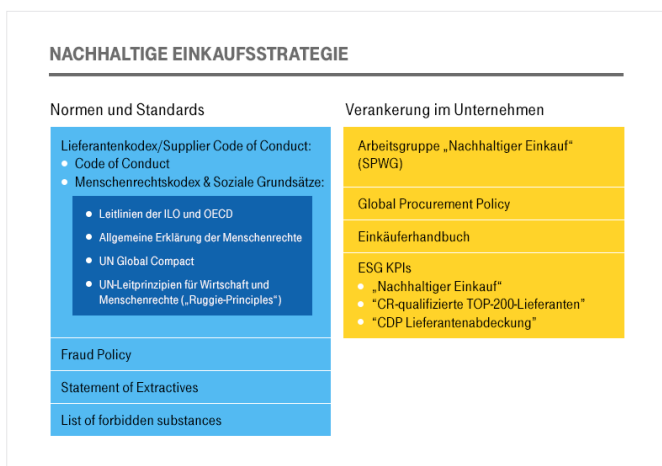 NACHHALTIGE EINKAUFSSTRATEGIE
Normen und Standards
Lieferantenkodex/Supplier Code of Conduct:
Code of Conduct
Menschenrechtskodex & Soziale Grundsätze:
Leitlinien der ILO und OECD
Allgemeine Erklärung der Menschenrechte
UN Global Compact
UN-Leitprinzipien für Wirtschaft und
Menschenrechte („Ruggie-Principles“)
Fraud Policy
Statement of Extractives
List of forbidden substances
Verankerung im Unternehmen
Arbeitsgruppe „Nachhaltiger Einkauf“
(SPWG)
Global Procurement Policy
Einkäuferhandbuch
ESG KPIs
„Nachhaltiger Einkauf“
“CR-qualifizierte TOP-200-Lieferanten”
“CDP Lieferantenabdeckung”